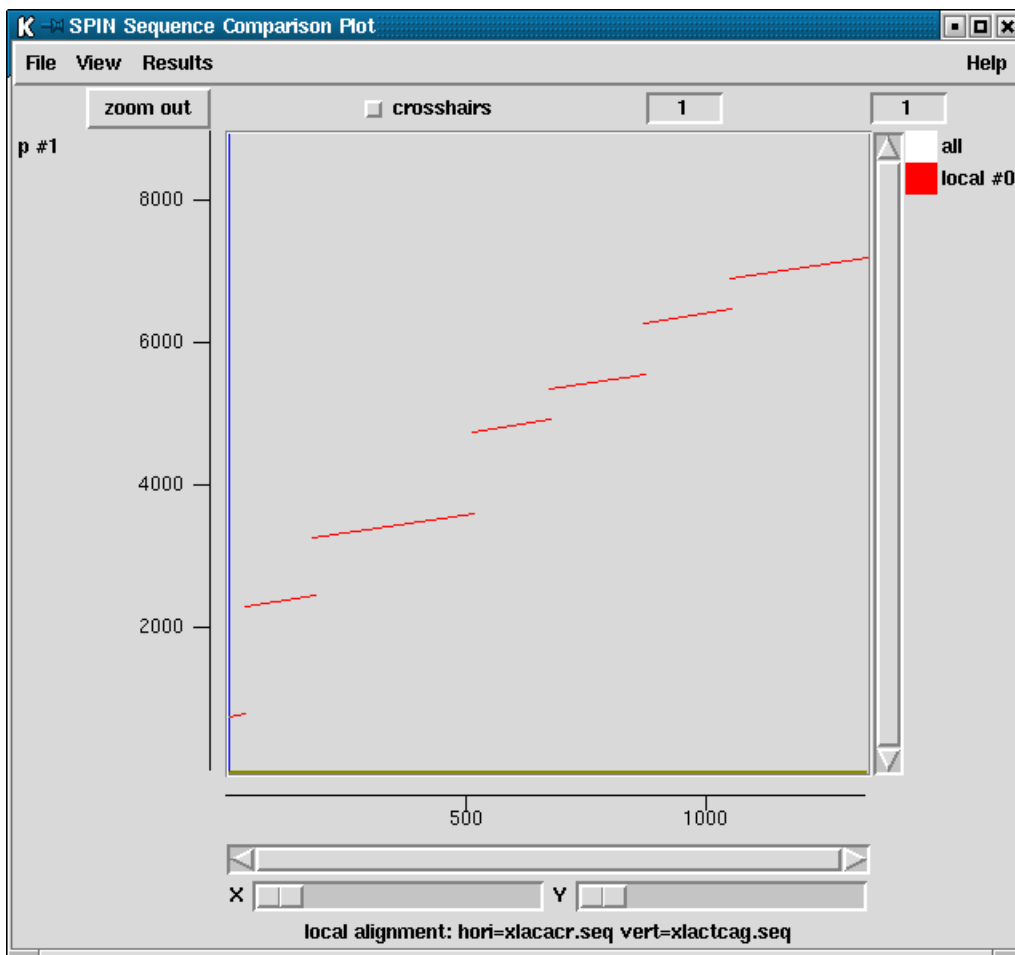 K SPIN Sequence Comparison Plot
File View Results Help
zoom out crosshairs 1 1
p #1
all
local #0
8000
6000
4000
2000
500 1000
X Y
local alignment: hori=xlacacr.seq vert=xlactcag.seq